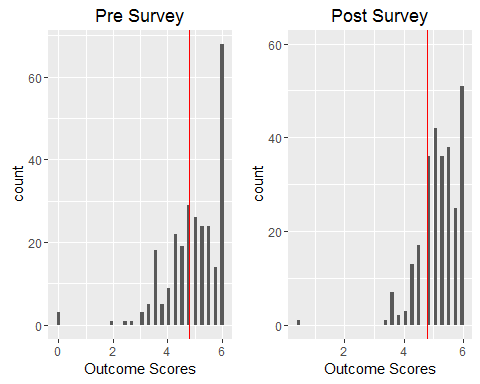 Pre Survey
60
40
20
0
count
0 2 4 6
Outcome Scores
Post Survey
60
40
20
0
count
2 4 6
Outcome Scores